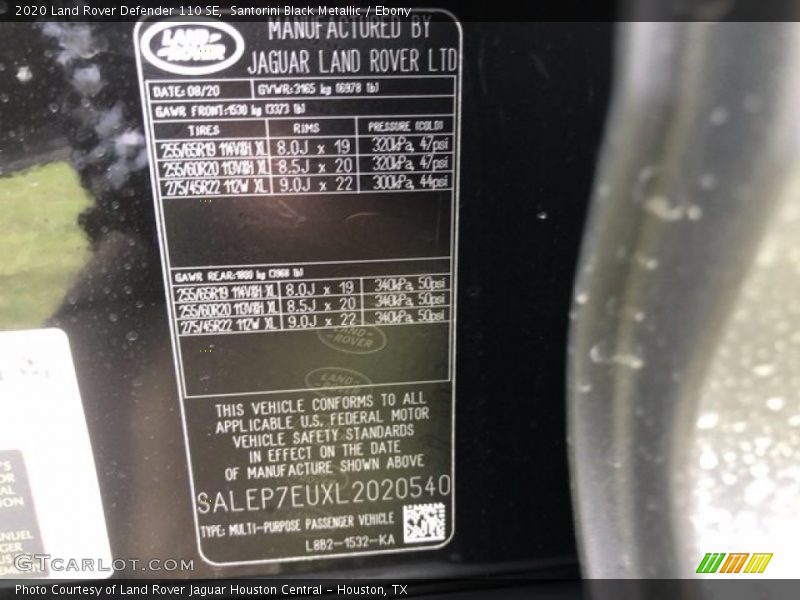 2020 Land Rover Defender 110 SE, Santorini Black Metallic / Ebony
LAND-
-ROVER
MANUFACTURED BY
JAGUAR LAND ROVER LTD
DATE: 08/20 GVWR:3165 kg (6978 lb)
GAWR FRONT:1530 kg (3373 lb)
TIRES RIMS PRESSURE (COLD)
255/65R19 114V&H XL 8.0J x 19 320kPa, 47psi
255/60R20 113V&H XL 8.5J x 20 320kPa, 47psi
275/45R22 112W XL 9.0J x 22 300kPa, 44psi
GAWR REAR:1800 kg (3968 lb)
255/65R19 114V&H XL 8.0J x 19 340kPa, 50psi
255/60R20 113V&H XL 8.5J x 20 340kPa, 50psi
275/45R22 112W XL 9.0J x 22 340kPa, 50psi
LAND-
-ROVER
LAND-
THIS VEHICLE CONFORMS TO ALL
APPLICABLE U.S. FEDERAL MOTOR
VEHICLE SAFETY STANDARDS
IN EFFECT ON THE DATE
OF MANUFACTURE SHOWN ABOVE
SALEP7EUXL2020540
TYPE: MULTI-PURPOSE PASSENGER VEHICLE
L8B2-1532-KA
GTcarlot.com
Photo Courtesy of Land Rover Jaguar Houston Central - Houston, TX